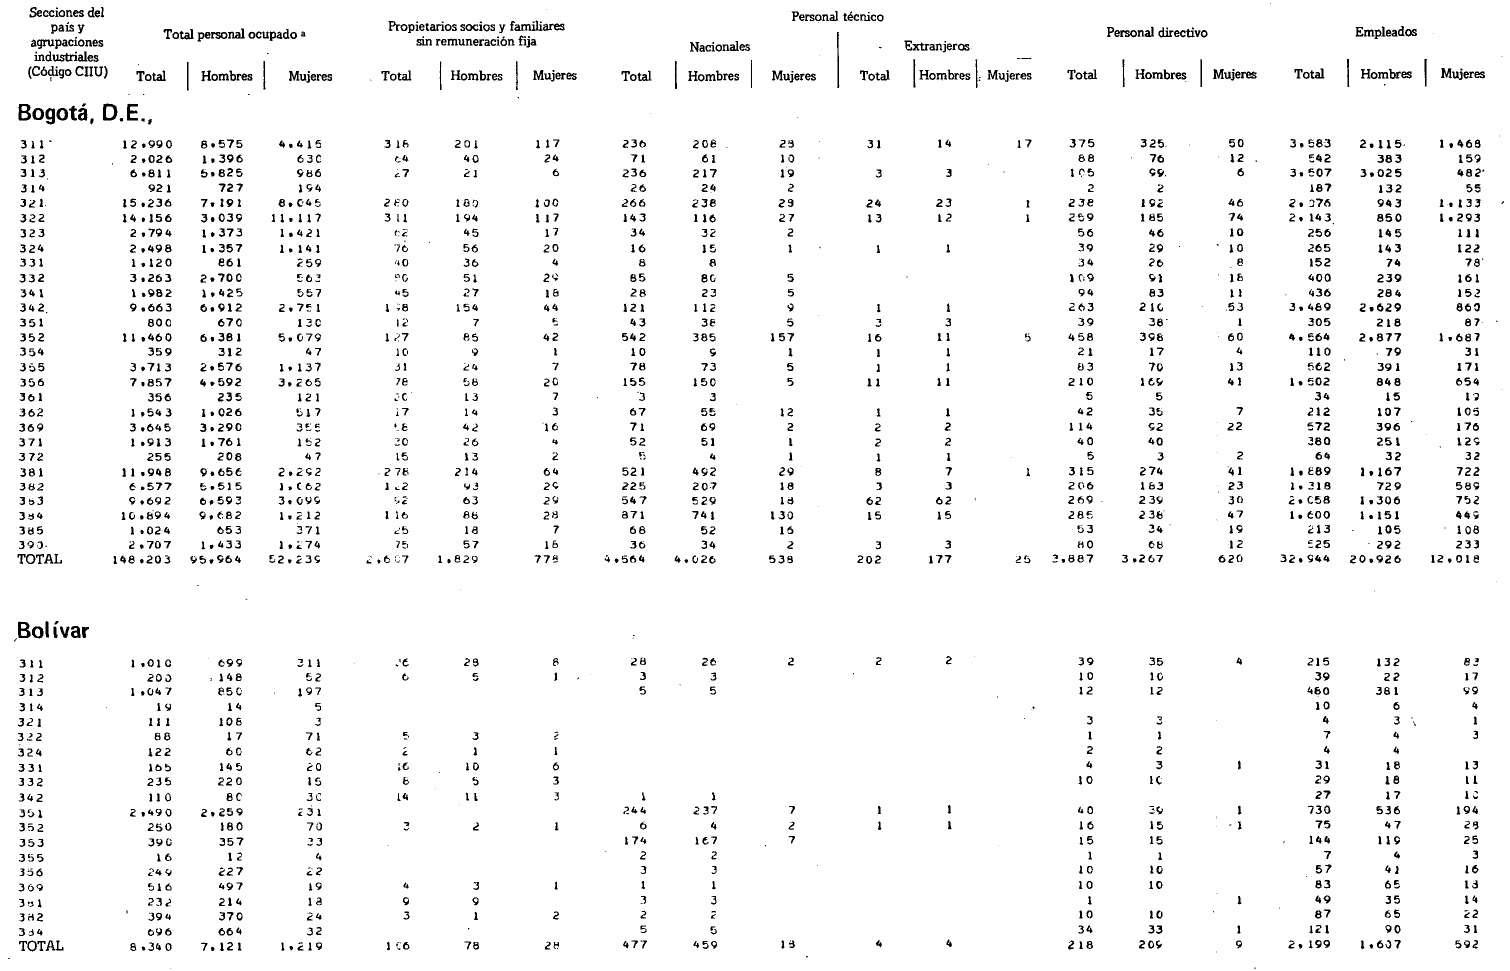 Secciones del país y agrupaciones industriales (Código CIIU) Total personal ocupado a Propietarios socios y familiares sin remuneración fija Personal técnico Personal directivo Empleados
Nacionales Extranjeros
Total Hombres Mujeres Total Hombres Mujeres Total Hombres Mujeres Total Hombres Mujeres Total Hombres Mujeres Total Hombres Mujeres
Bogotá, D.E.,
311 12.990 8.575 4.415 318 201 117 236 208 28 31 14 17 375 325 50 3.583 2.115 1.468
312 2.026 1.396 630 64 40 24 71 61 10 88 76 12 542 383 159
313 6.811 5.825 986 27 21 6 236 217 19 3 3 105 99 6 3.507 3.025 482
314 921 727 194 26 24 2 2 2 187 132 55
321 15.236 7.191 8.045 280 180 100 266 238 28 24 23 1 238 192 46 2.076 943 1.133
322 14.156 3.039 11.117 311 194 117 143 116 27 13 12 1 259 185 74 2.143 850 1.293
323 2.794 1.373 1.421 62 45 17 34 32 2 56 46 10 256 145 111
324 2.498 1.357 1.141 76 56 20 16 15 1 1 1 39 29 10 265 143 122
331 1.120 861 259 40 36 4 8 8 34 26 8 152 74 78
332 3.263 2.700 563 80 51 29 85 80 5 109 91 18 400 239 161
341 1.982 1.425 557 45 27 18 28 23 5 94 83 11 436 284 152
342 9.663 6.912 2.751 198 154 44 121 112 9 1 1 263 210 53 3.489 2.629 860
351 800 670 130 12 7 5 43 38 5 3 3 39 38 1 305 218 87
352 11.460 6.381 5.079 127 85 42 542 385 157 16 11 5 458 398 60 4.564 2.877 1.687
354 359 312 47 10 9 1 10 9 1 1 1 21 17 4 110 79 31
355 3.713 2.576 1.137 31 24 7 78 73 5 1 1 83 70 13 562 391 171
356 7.857 4.592 3.265 78 58 20 155 150 5 11 11 210 169 41 1.502 848 654
361 356 235 121 20 13 7 3 3 5 5 34 15 19
362 1.543 1.026 517 17 14 3 67 55 12 1 1 42 35 7 212 107 105
369 3.645 3.290 355 58 42 16 71 69 2 2 2 114 92 22 572 396 176
371 1.913 1.761 152 30 26 4 52 51 1 2 2 40 40 380 251 129
372 255 208 47 15 13 2 5 4 1 1 1 5 3 2 64 32 32
381 11.948 9.656 2.292 278 214 64 521 492 29 8 7 1 315 274 41 1.889 1.167 722
382 6.577 5.515 1.062 122 93 29 225 207 18 3 3 206 183 23 1.318 729 589
383 9.692 6.593 3.099 92 63 29 547 529 18 62 62 269 239 30 2.058 1.306 752
384 10.894 9.682 1.212 116 88 28 871 741 130 15 15 285 238 47 1.600 1.151 449
385 1.024 653 371 25 18 7 68 52 16 53 34 19 213 105 108
390 2.707 1.433 1.274 75 57 18 36 34 2 3 3 80 68 12 525 292 233
TOTAL 148.203 95.964 52.239 2.607 1.829 778 4.564 4.026 538 202 177 25 3.887 3.267 620 32.944 20.926 12.018
Bolívar
311 1.010 699 311 36 28 8 28 26 2 2 2 39 35 4 215 132 83
312 200 148 52 6 5 1 3 3 10 10 39 22 17
313 1.047 850 197 5 5 12 12 480 381 99
314 19 14 5 10 6 4
321 111 108 3 3 3 4 3 1
322 88 17 71 5 3 2 1 1 7 4 3
324 122 60 62 2 1 1 2 2 4 4
331 165 145 20 16 10 6 4 3 1 31 18 13
332 235 220 15 8 5 3 10 10 29 18 11
342 110 80 30 14 11 3 1 1 27 17 10
351 2.490 2.259 231 244 237 7 1 1 40 39 1 730 536 194
352 250 180 70 3 2 1 6 4 2 1 1 16 15 1 75 47 28
353 390 357 33 174 167 7 15 15 144 119 25
355 16 12 4 2 2 1 1 7 4 3
356 249 227 22 3 3 10 10 57 41 16
369 516 497 19 4 3 1 1 1 10 10 83 65 18
381 232 214 18 9 9 3 3 1 1 49 35 14
382 394 370 24 3 1 2 2 2 10 10 87 65 22
384 696 664 32 5 5 34 33 1 121 90 31
TOTAL 8.340 7.121 1.219 106 78 28 477 459 18 4 4 218 209 9 2.199 1.607 592